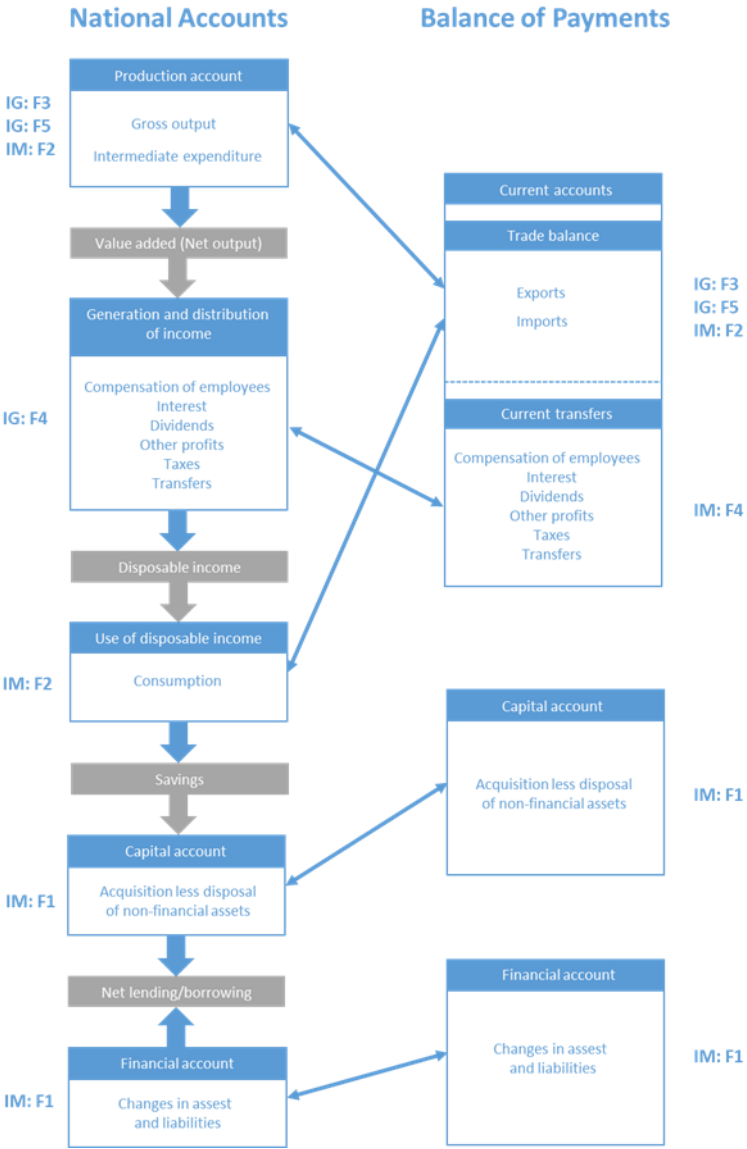 National Accounts
Balance of Payments
Production account
IG: F3
IG: F5
IM: F2
Gross output
Intermediate expenditure
Value added (Net output)
Generation and distribution
of income
IG: F4
Compensation of employees
Interest
Dividends
Other profits
Taxes
Transfers
Disposable income
Use of disposable income
IM: F2
Consumption
Savings
Capital account
IM: F1
Acquisition less disposal
of non-financial assets
Net lending/borrowing
Financial account
IM: F1
Changes in assest
and liabilities
Current accounts
Trade balance
Exports
Imports
IG: F3
IG: F5
IM: F2
Current transfers
Compensation of employees
Interest
Dividends
Other profits
Taxes
Transfers
IM: F4
Capital account
Acquisition less disposal
of non-financial assets
IM: F1
Financial account
Changes in assest
and liabilities
IM: F1